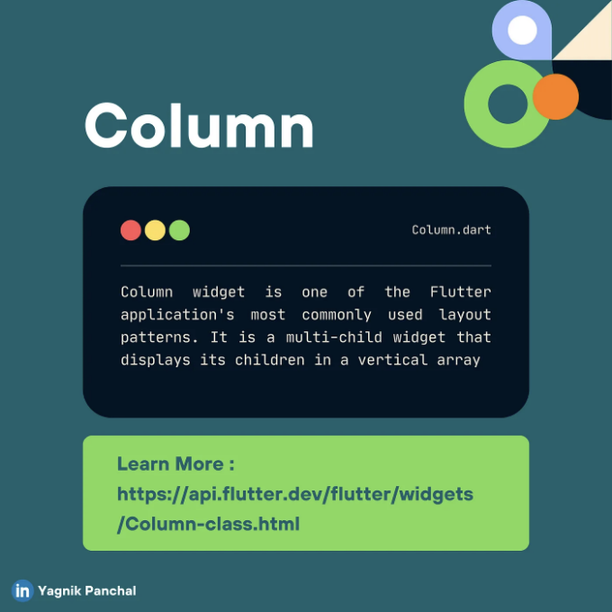 Column
Column.dart
Column widget is one of the Flutter
application's most commonly used layout
patterns. It is a multi-child widget that
displays its children in a vertical array
Learn More :
https://api.flutter.dev/flutter/widgets
/Column-class.html
in Yagnik Panchal